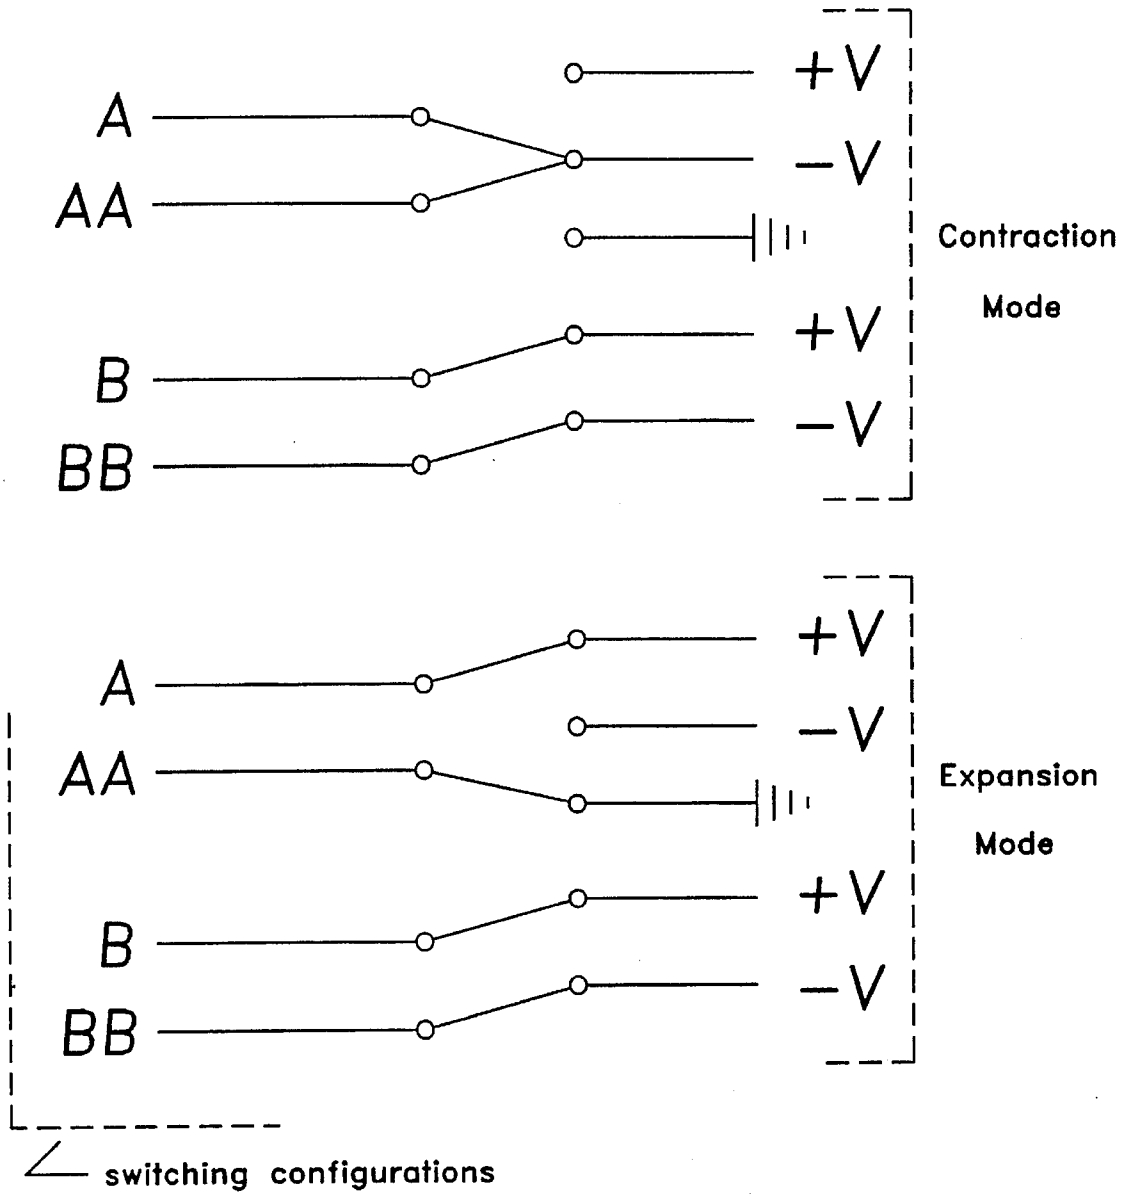 +V
A
-V
AA
Contraction
Mode
+V
B
-V
BB
+V
A
-V
AA
Expansion
Mode
+V
B
-V
BB
switching configurations